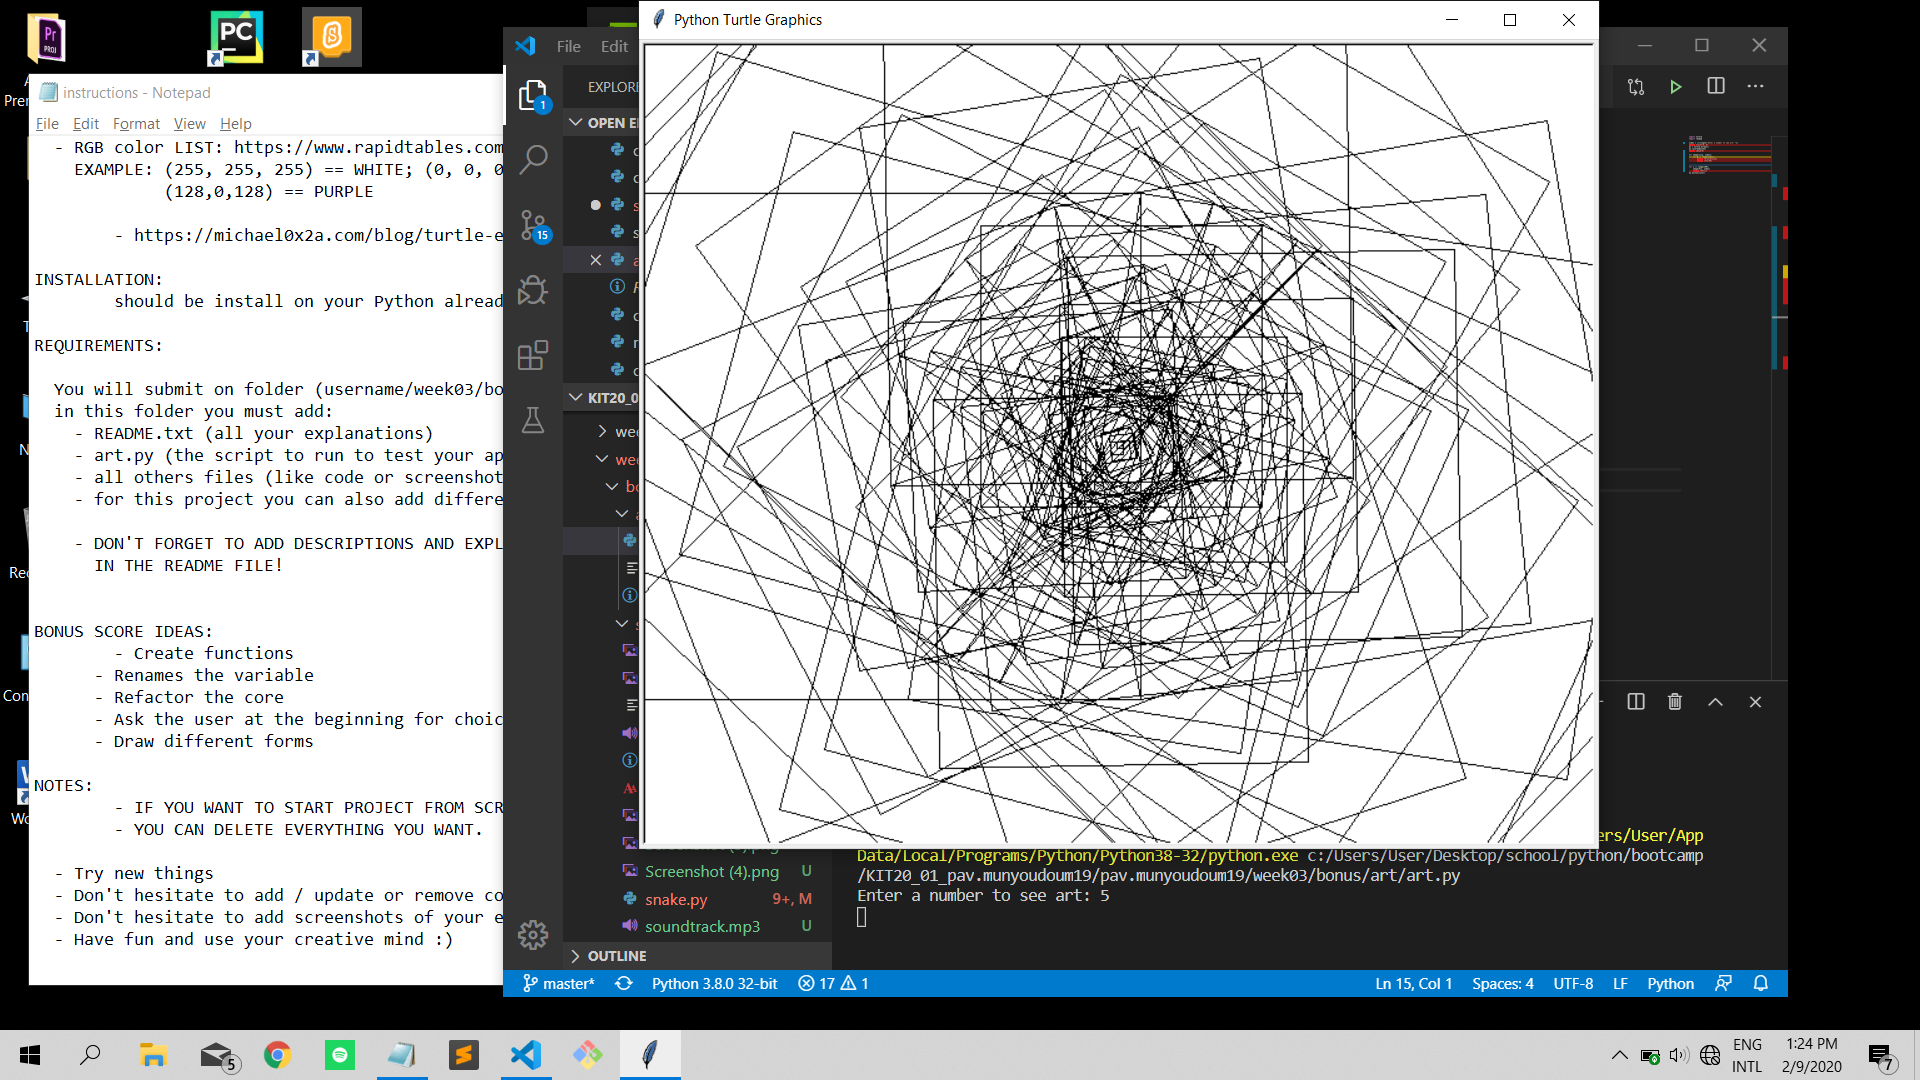 PC
Pr
PROJ
instructions - Notepad
File Edit Format View Help
- RGB color LIST: https://www.rapidtables.com
EXAMPLE: (255, 255, 255) == WHITE; (0, 0, 0
(128,0,128) == PURPLE
- https://michael0x2a.com/blog/turtle-e
INSTALLATION:
should be install on your Python alread
REQUIREMENTS:
You will submit on folder (username/week03/bo
in this folder you must add:
- README.txt (all your explanations)
- art.py (the script to run to test your ap
- all others files (like code or screenshot
- for this project you can also add differe
- DON'T FORGET TO ADD DESCRIPTIONS AND EXPL
IN THE README FILE!
BONUS SCORE IDEAS:
- Create functions
- Renames the variable
- Refactor the core
- Ask the user at the beginning for choic
- Draw different forms
NOTES:
- IF YOU WANT TO START PROJECT FROM SCR
- YOU CAN DELETE EVERYTHING YOU WANT.
- Try new things
- Don't hesitate to add / update or remove co
- Don't hesitate to add screenshots of your e
- Have fun and use your creative mind :)
File Edit
EXPLORE
OPEN E
KIT20_0
1
15
Screenshot (4).png U
snake.py 9+, M
soundtrack.mp3 U
OUTLINE
Python Turtle Graphics
ers/User/App
Data/Local/Programs/Python/Python38-32/python.exe c:/Users/User/Desktop/school/python/bootcamp
/KIT20_01_pav.munyoudoum19/pav.munyoudoum19/week03/bonus/art/art.py
Enter a number to see art: 5
master* Python 3.8.0 32-bit 17 1 Ln 15, Col 1 Spaces: 4 UTF-8 LF Python
5
ENG
INTL
1:24 PM
2/9/2020
7